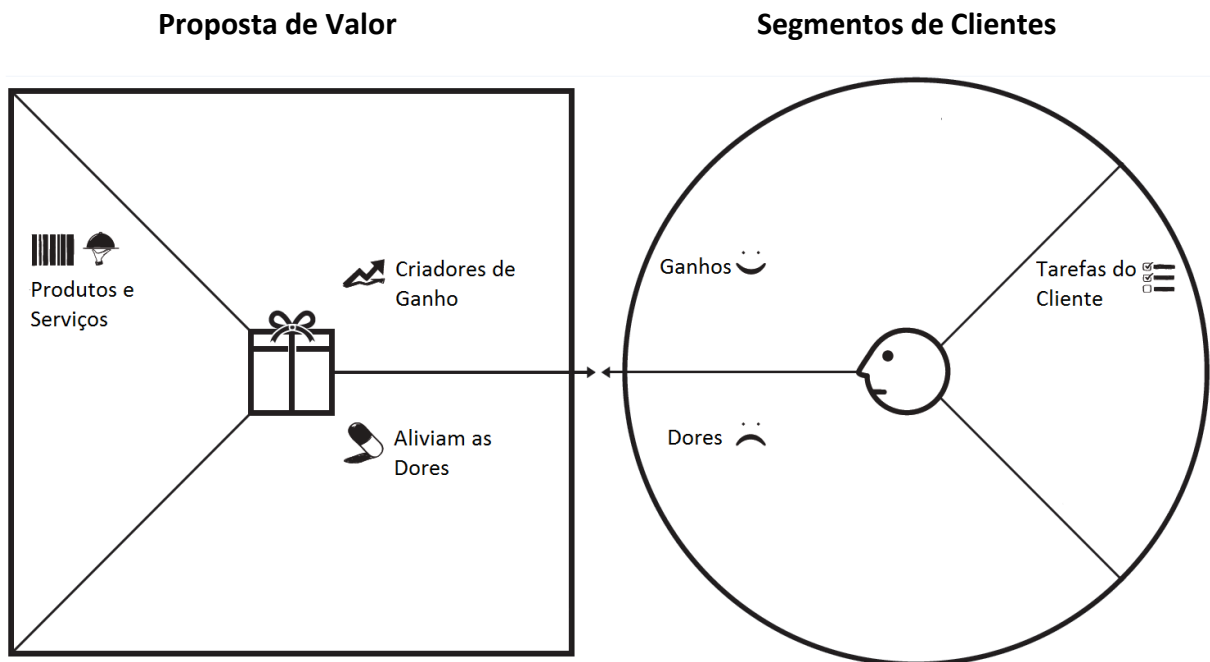 Proposta de Valor
Segmentos de Clientes
Produtos e
Serviços
Criadores de
Ganho
Aliviam as
Dores
Ganhos
Dores
Tarefas do
Cliente